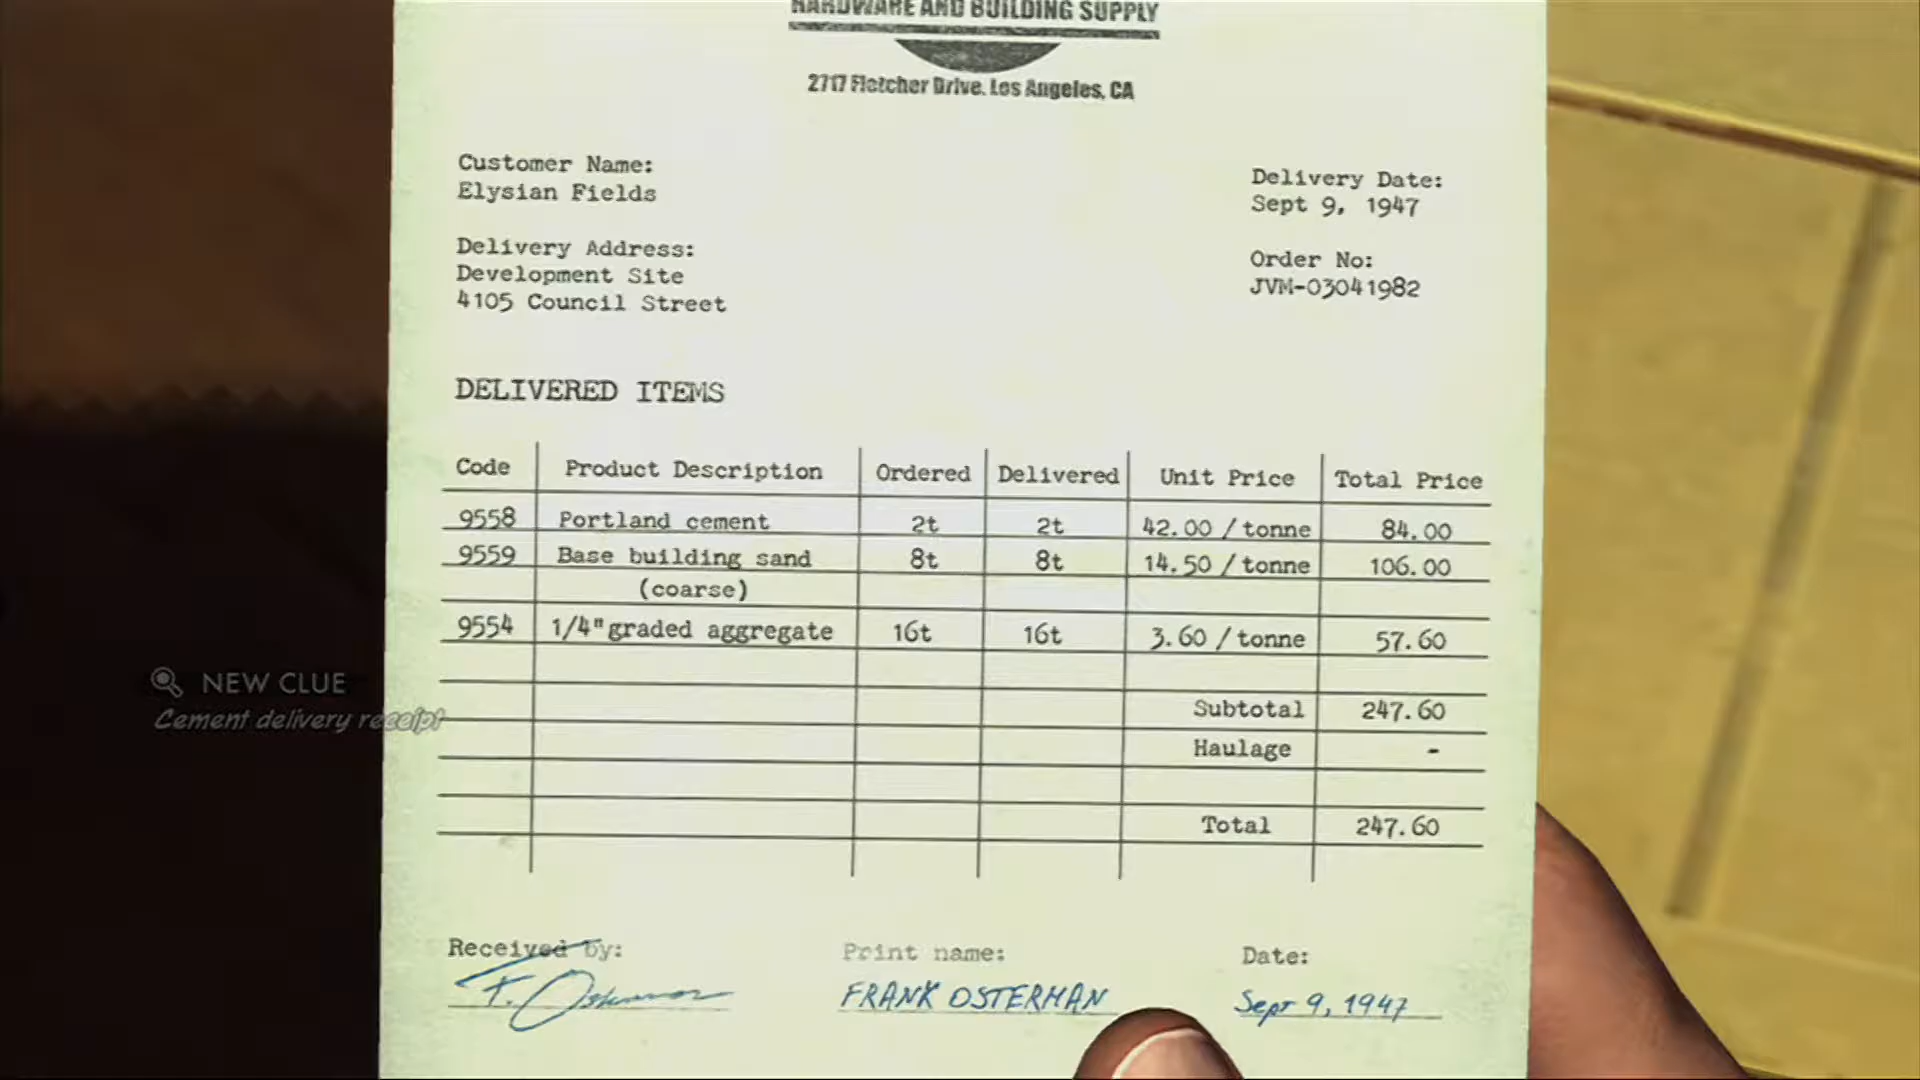 HARDWARE AND BUILDING SUPPLY
2717 Fletcher Drive. Los Angeles, CA
Customer Name:
Elysian Fields
Delivery Date:
Sept 9, 1947
Delivery Address:
Development Site
4105 Council Street
Order No:
JVM-03041982
DELIVERED ITEMS
Code Product Description Ordered Delivered Unit Price Total Price
9558 Portland cement 2t 2t 42.00 / tonne 84.00
9559 Base building sand 8t 8t 14.50 / tonne 106.00
(coarse)
9554 1/4" graded aggregate 16t 16t 3.60 / tonne 57.60
NEW CLUE
Cement delivery receipt
Subtotal 247.60
Haulage -
Total 247.60
Received by: Print name: Date:
F. Osterman FRANK OSTERMAN Sept 9, 1947